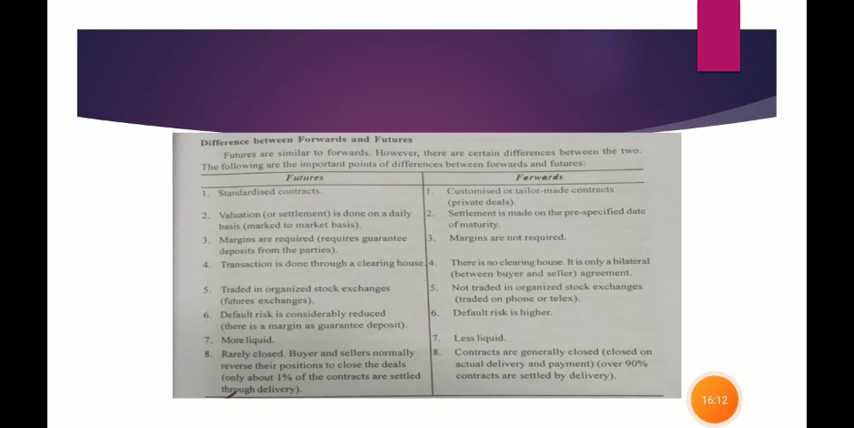 Difference between Forwards and Futures
Futures are similar to forwards. However, there are certain differences between the two.
The following are the important points of differences between forwards and futures:
Futures
Forwards
1. Standardised contracts.
1. Customised or tailor-made contracts
(private deals).
2. Valuation (or settlement) is done on a daily
basis (marked to market basis).
2. Settlement is made on the pre-specified date
of maturity.
3. Margins are required (requires guarantee
deposits from the parties).
3. Margins are not required.
4. Transaction is done through a clearing house.
4. There is no clearing house. It is only a bilateral
(between buyer and seller) agreement.
5. Traded in organized stock exchanges
(futures exchanges).
5. Not traded in organized stock exchanges
(traded on phone or telex).
6. Default risk is considerably reduced
(there is a margin as guarantee deposit).
6. Default risk is higher.
7. More liquid.
7. Less liquid.
8. Rarely closed. Buyer and sellers normally
reverse their positions to close the deals
(only about 1% of the contracts are settled
through delivery).
8. Contracts are generally closed (closed on
actual delivery and payment) (over 90%
contracts are settled by delivery).
16:12